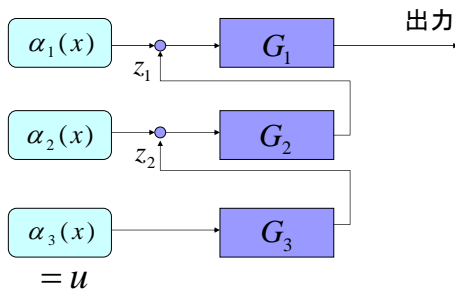 出力
α₁(x)
G₁
z₁
α₂(x)
G₂
z₂
α₃(x)
G₃
= u